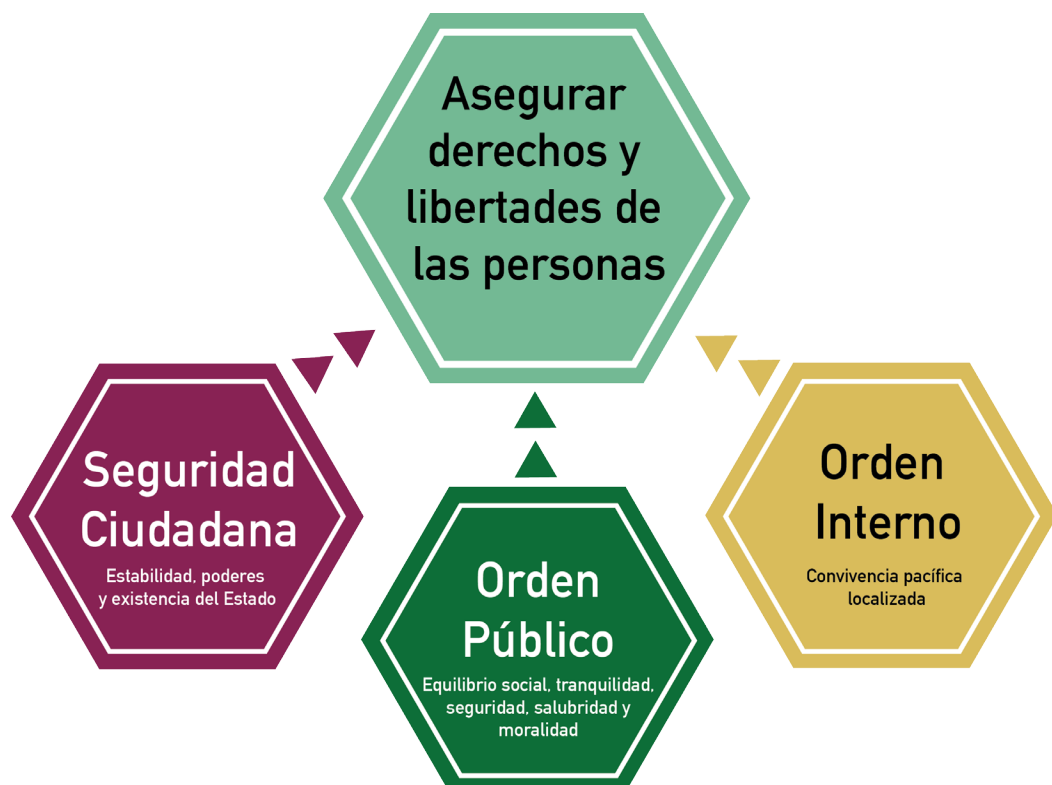 Asegurar
derechos y
libertades de
las personas
Seguridad
Ciudadana
Estabilidad, poderes
y existencia del Estado
Orden
Público
Equilibrio social, tranquilidad,
seguridad, salubridad y
moralidad
Orden
Interno
Convivencia pacífica
localizada